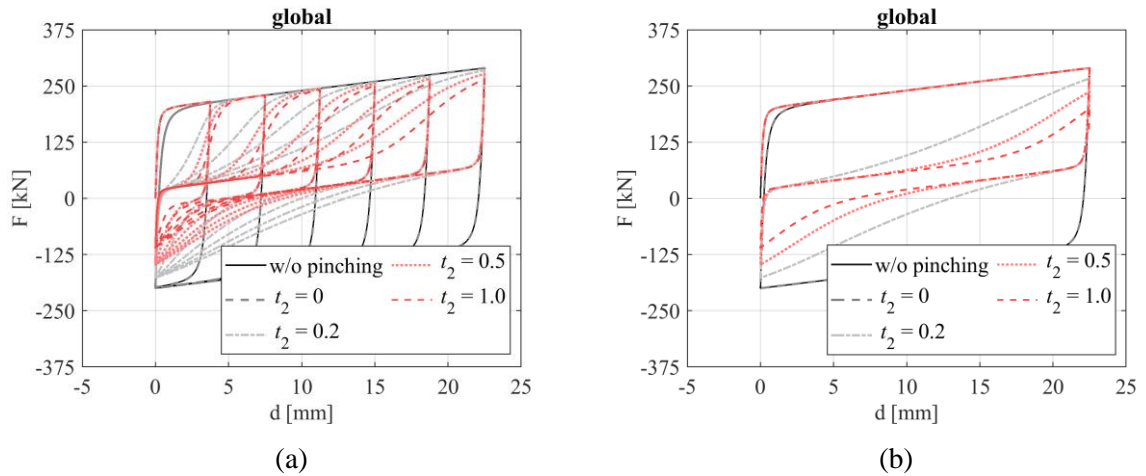 global
375
250
125
0
-125
-250
-375
F [kN]
w/o pinching
t2 = 0
t2 = 0.2
t2 = 0.5
t2 = 1.0
-5 0 5 10 15 20 25
d [mm]
(a)
global
375
250
125
0
-125
-250
-375
F [kN]
w/o pinching
t2 = 0
t2 = 0.2
t2 = 0.5
t2 = 1.0
-5 0 5 10 15 20 25
d [mm]
(b)